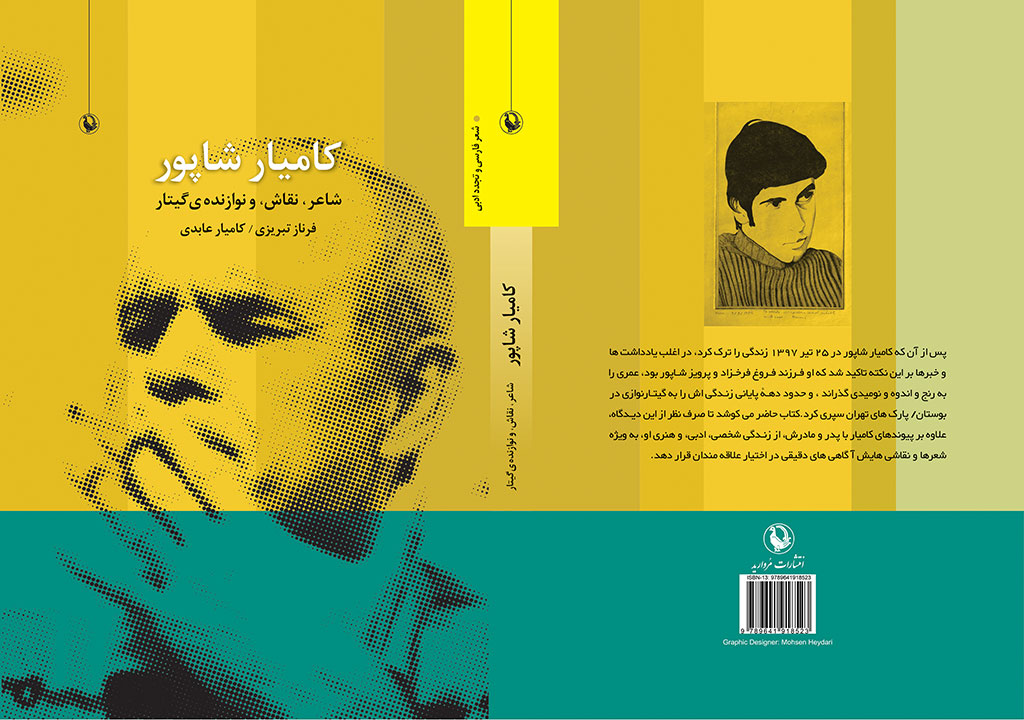 کامیار شاپور
شاعر، نقاش، و نوازنده‌ی گیتار
فرناز تبریزی / کامیار عابدی
شعر فارسی و تجدد ادبی
کامیار شاپور
شاعر، نقاش، و نوازنده‌ی گیتار
پس از آن که کامیار شاپور در ۲۵ تیر ۱۳۹۷ زندگی را ترک کرد، در اغلب یادداشت ها
و خبرها بر این نکته تاکید شد که او فرزند فروغ فرخزاد و پرویز شاپور بود، عمری را
به رنج و اندوه و نومیدی گذراند ، و حدود دههٔ پایانی زندگی اش را به گیتارنوازی در
بوستان/ پارک های تهران سپری کرد.کتاب حاضر می کوشد تا صرف نظر از این دیدگاه،
علاوه بر پیوندهای کامیار با پدر و مادرش، از زندگی شخصی، ادبی، و هنری او، به ویژه
شعرها و نقاشی هایش آگاهی های دقیقی در اختیار علاقه مندان قرار دهد.
انتشارات مروارید
ISBN-13: 9789641918523
9 789641 918523
Graphic Designer: Mohsen Heydari